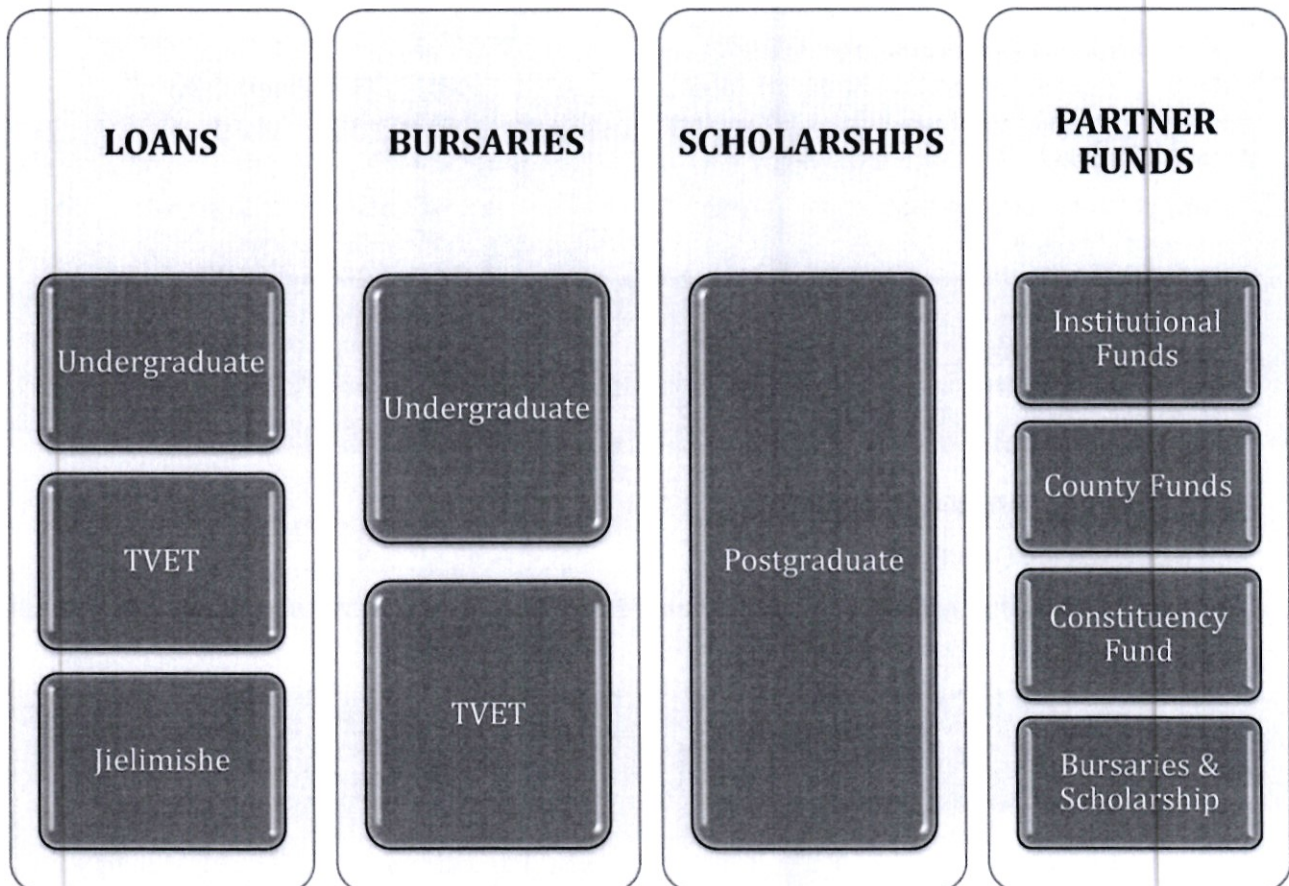 LOANS
Undergraduate
TVET
Jielimishe
BURSARIES
Undergraduate
TVET
SCHOLARSHIPS
Postgraduate
PARTNER
FUNDS
Institutional
Funds
County Funds
Constituency
Fund
Bursaries &
Scholarship